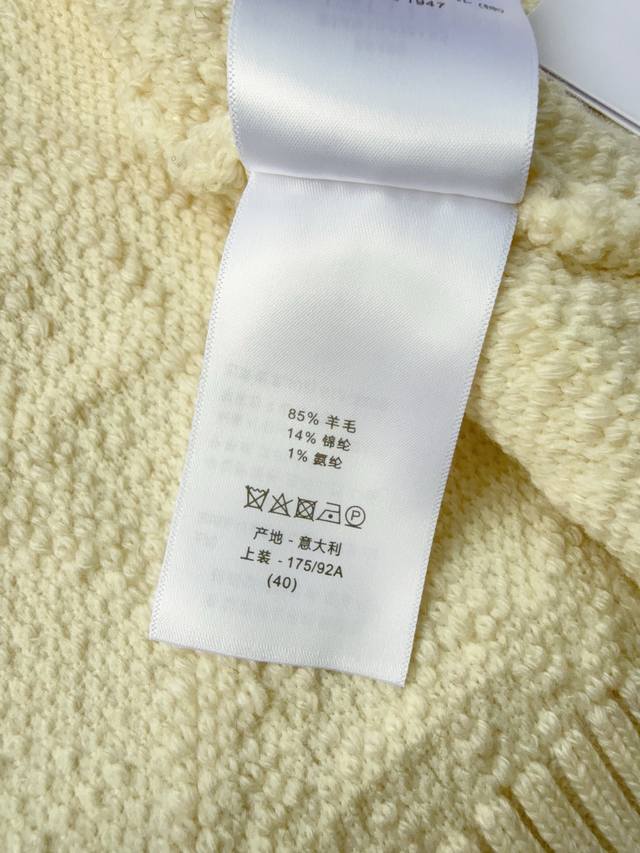 1947
85% 羊毛
14% 锦纶
1% 氨纶
P
产地 - 意大利
上装 - 175/92A
(40)